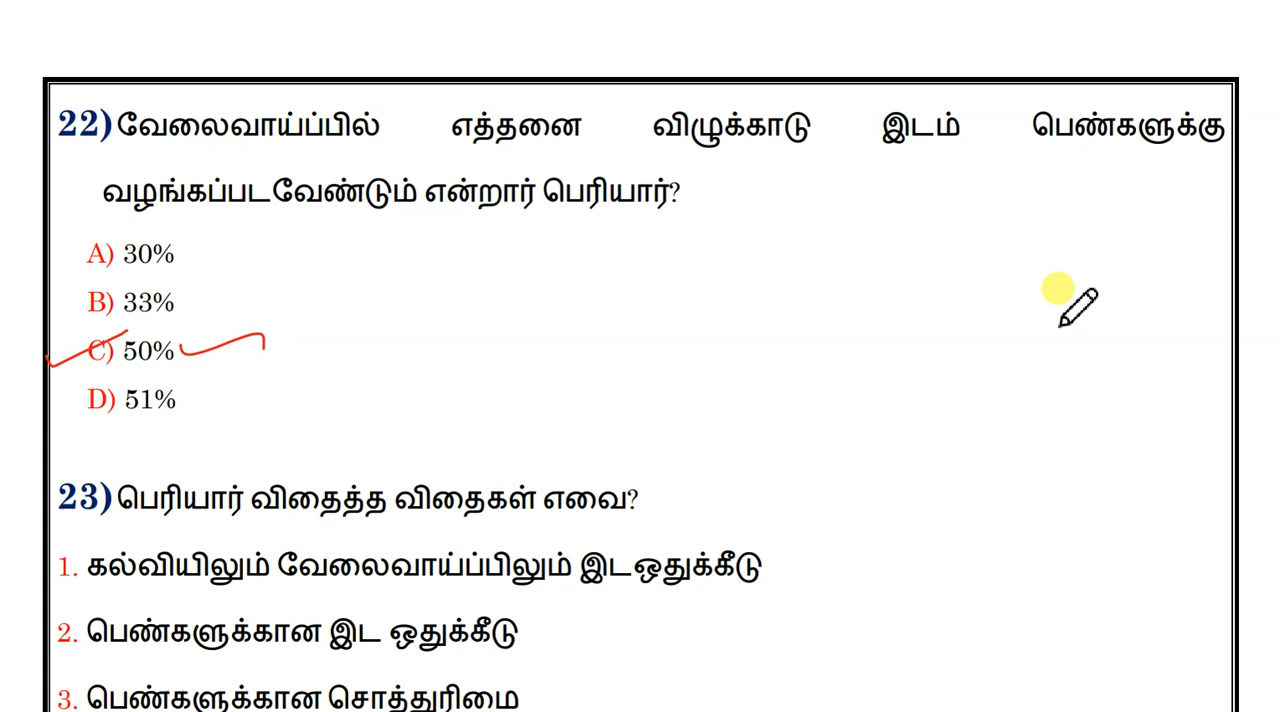 22) வேலைவாய்ப்பில் எத்தனை விழுக்காடு இடம் பெண்களுக்கு
வழங்கப்படவேண்டும் என்றார் பெரியார்?
A) 30%
B) 33%
C) 50%
D) 51%
23) பெரியார் விதைத்த விதைகள் எவை?
1. கல்வியிலும் வேலைவாய்ப்பிலும் இடஒதுக்கீடு
2. பெண்களுக்கான இட ஒதுக்கீடு
3. பெண்களுக்கான சொத்துரிமை